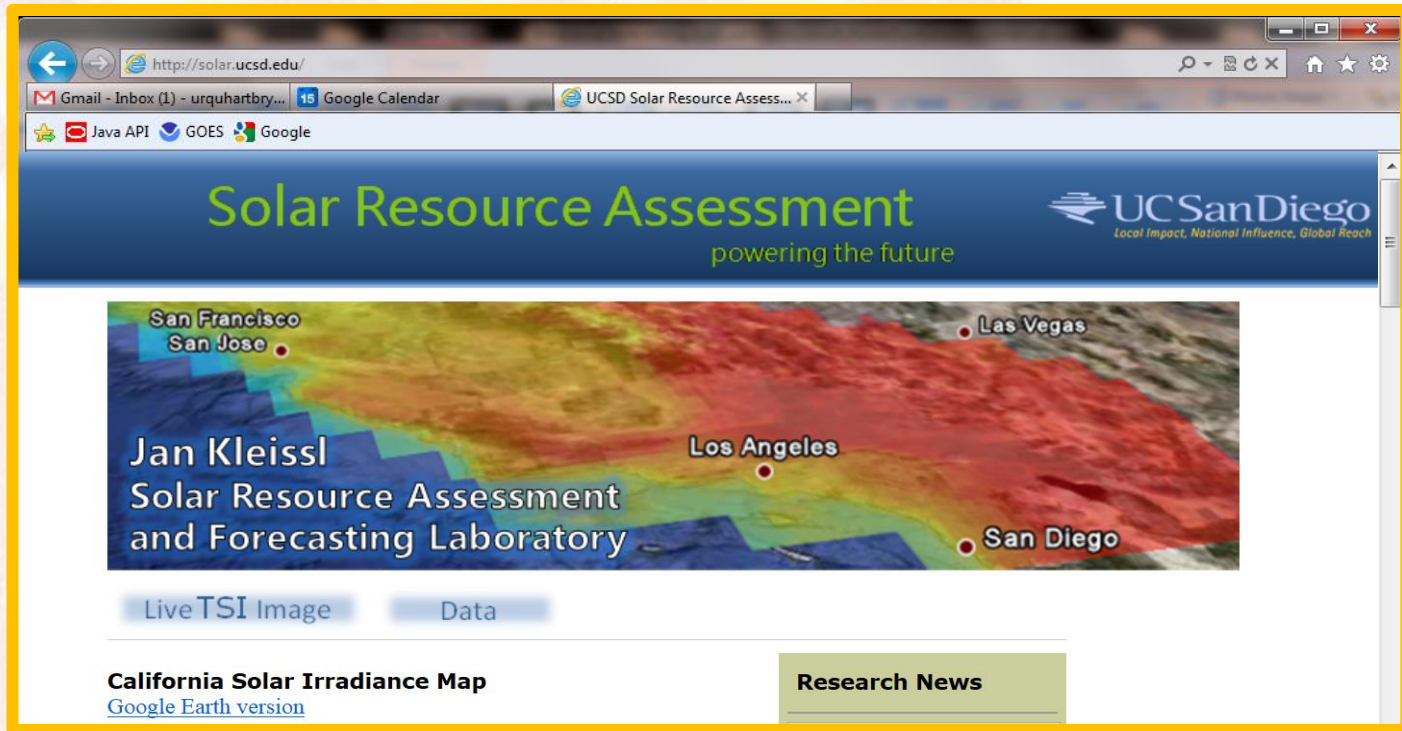 http://solar.ucsd.edu/
Gmail - Inbox (1) - urquhartbry...
15 Google Calendar
UCSD Solar Resource Assess...
Java API
GOES
Google
Solar Resource Assessment
powering the future
UC San Diego
Local Impact, National Influence, Global Reach
San Francisco
San Jose
Las Vegas
Los Angeles
San Diego
Jan Kleissl
Solar Resource Assessment
and Forecasting Laboratory
Live TSI Image
Data
California Solar Irradiance Map
Google Earth version
Research News